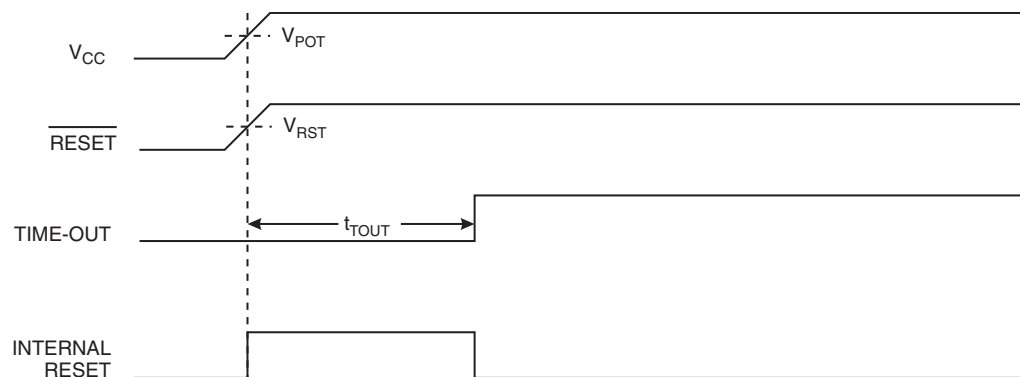 V_CC
V_POT
RESET
V_RST
TIME-OUT
t_TOUT
INTERNAL
RESET